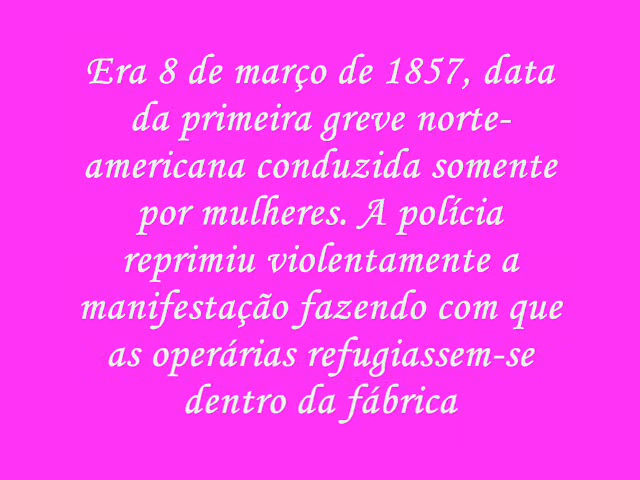 Era 8 de março de 1857, data
da primeira greve norte-
americana conduzida somente
por mulheres. A polícia
reprimiu violentamente a
manifestação fazendo com que
as operárias refugiassem-se
dentro da fábrica